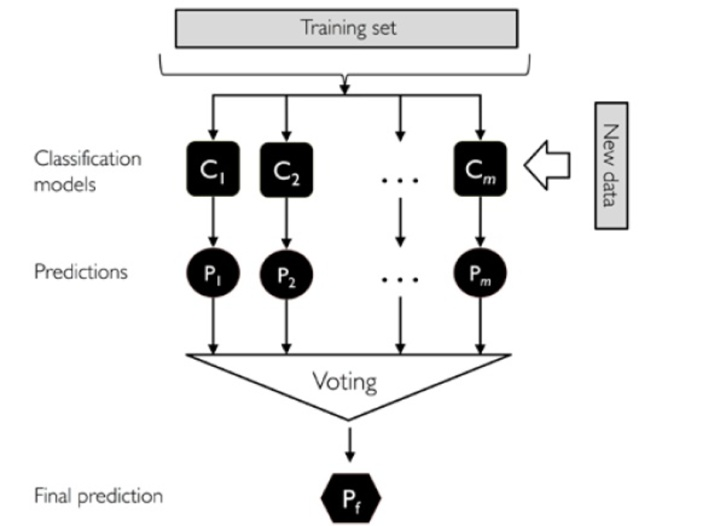 Training set
Classification
models
C1 C2 ... Cm
New data
Predictions
P1 P2 ... Pm
Voting
Final prediction
Pf